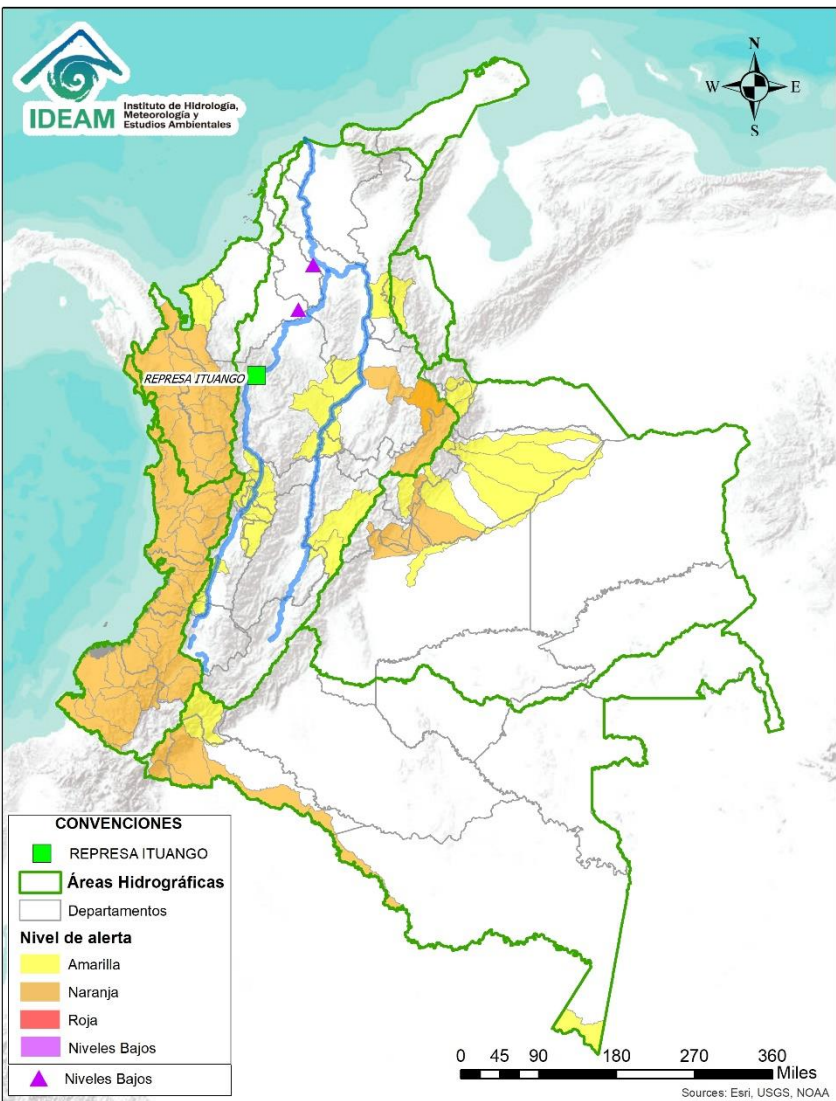 IDEAM
Instituto de Hidrología,
Meteorología y
Estudios Ambientales
N
W
E
S
REPRESA ITUANGO
CONVENCIONES
REPRESA ITUANGO
Áreas Hidrográficas
Departamentos
Nivel de alerta
Amarilla
Naranja
Roja
Niveles Bajos
Niveles Bajos
0 45 90 180 270 360
Miles
Sources: Esri, USGS, NOAA